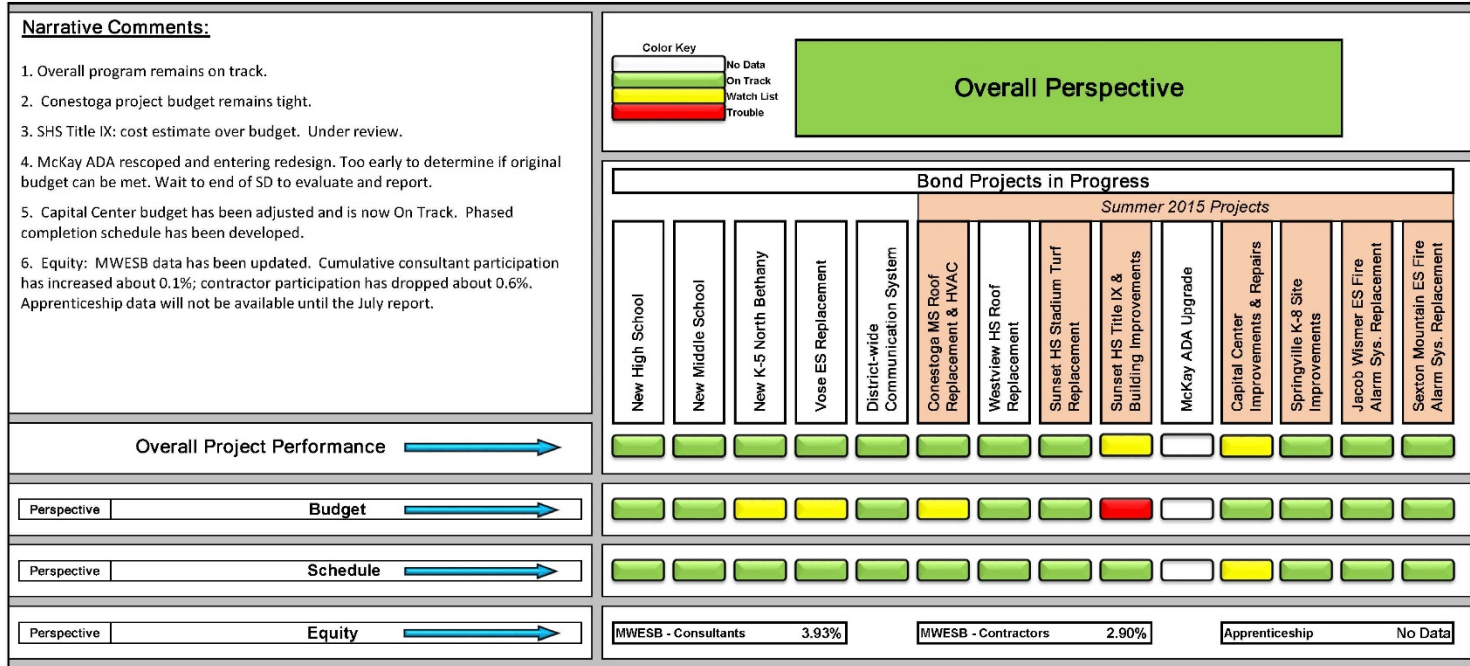 Narrative Comments:
1. Overall program remains on track.
2. Conestoga project budget remains tight.
3. SHS Title IX: cost estimate over budget. Under review.
4. McKay ADA rescoped and entering redesign. Too early to determine if original
budget can be met. Wait to end of SD to evaluate and report.
5. Capital Center budget has been adjusted and is now On Track. Phased
completion schedule has been developed.
6. Equity: MWESB data has been updated. Cumulative consultant participation
has increased about 0.1%; contractor participation has dropped about 0.6%.
Apprenticeship data will not be available until the July report.
Color Key
No Data
On Track
Watch List
Trouble
Overall Perspective
Bond Projects in Progress
Summer 2015 Projects
New High School
New Middle School
New K-5 North Bethany
Vose ES Replacement
District-wide
Communication System
Conestoga MS Roof
Replacement & HVAC
Westview HS Roof
Replacement
Sunset HS Stadium Turf
Replacement
Sunset HS Title IX &
Building Improvements
McKay ADA Upgrade
Capital Center
Improvements & Repairs
Springville K-8 Site
Improvements
Jacob Wismer ES Fire
Alarm Sys. Replacement
Sexton Mountain ES Fire
Alarm Sys. Replacement
Overall Project Performance
Perspective Budget
Perspective Schedule
Perspective Equity
MWESB - Consultants 3.93%
MWESB - Contractors 2.90%
Apprenticeship No Data